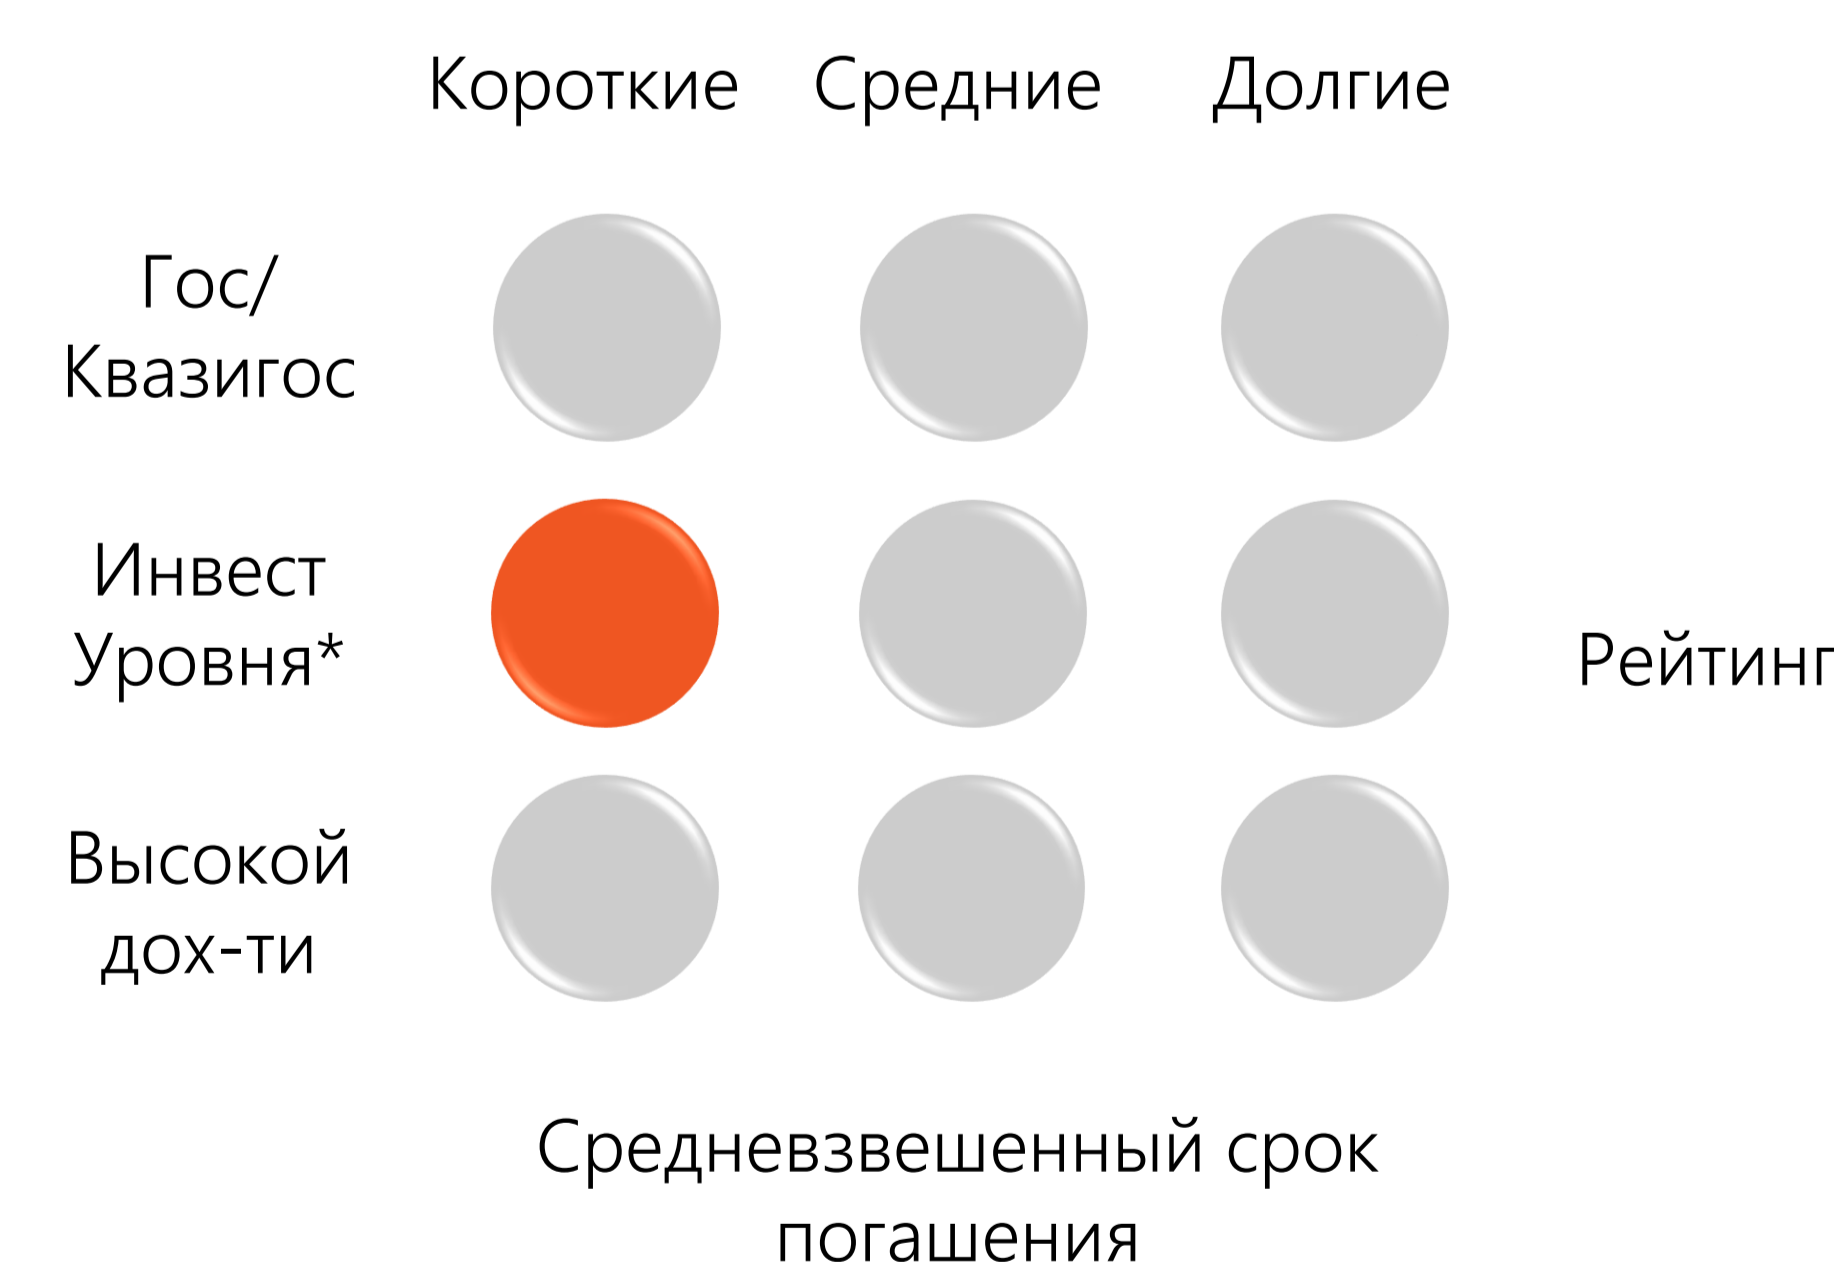 Короткие Средние Долгие
Гос/
Квазигос
Инвест
Уровня*
Рейтинг
Высокой
дох-ти
Средневзвешенный срок
погашения